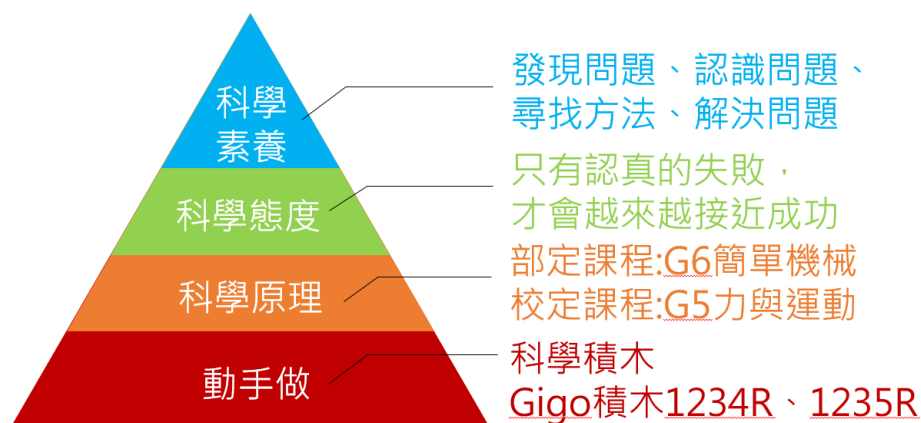 科學
素養
發現問題、認識問題、
尋找方法、解決問題
科學態度
只有認真的失敗，
才會越來越接近成功
科學原理
部定課程:G6簡單機械
校定課程:G5力與運動
動手做
科學積木
Gigo積木1234R、1235R